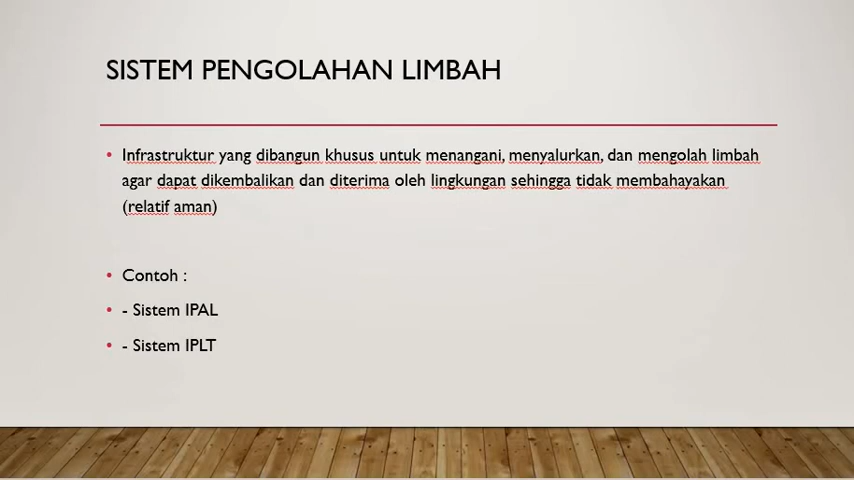 SISTEM PENGOLAHAN LIMBAH
• Infrastruktur yang dibangun khusus untuk menangani, menyalurkan, dan mengolah limbah
agar dapat dikembalikan dan diterima oleh lingkungan sehingga tidak membahayakan
(relatif aman)
• Contoh :
• - Sistem IPAL
• - Sistem IPLT